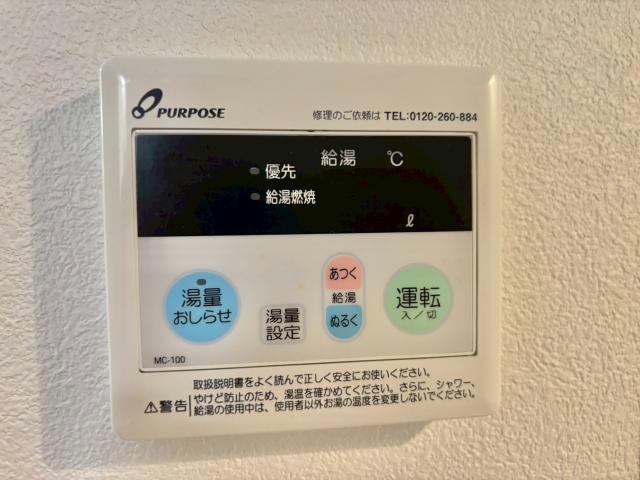 PURPOSE
修理のご依頼は TEL:0120-260-884
給湯 ℃
優先
給湯燃焼
ℓ
湯量
おしらせ
湯量
設定
あつく
給湯
ぬるく
運転
入／切
MC-100
取扱説明書をよく読んで正しく安全にお使いください。
⚠警告
やけど防止のため、湯温を確かめてください。さらに、シャワー、
給湯の使用中は、使用者以外お湯の温度を変更しないでください。